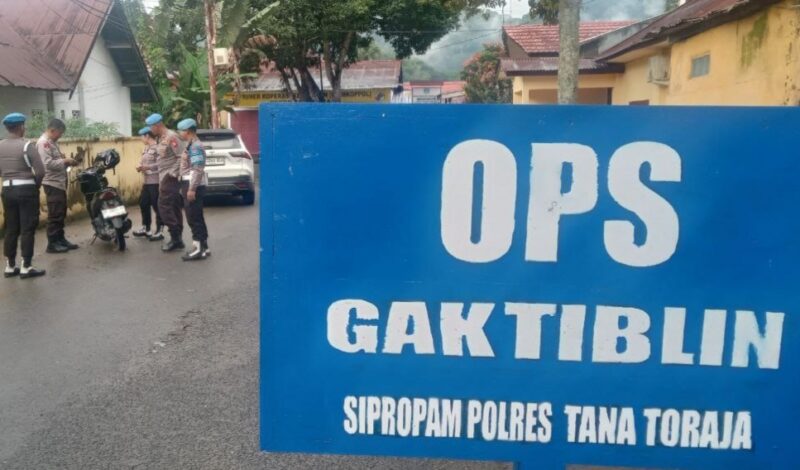 OPS
GAKTIBLIN
SIPROPAM POLRES TANA TORAJA